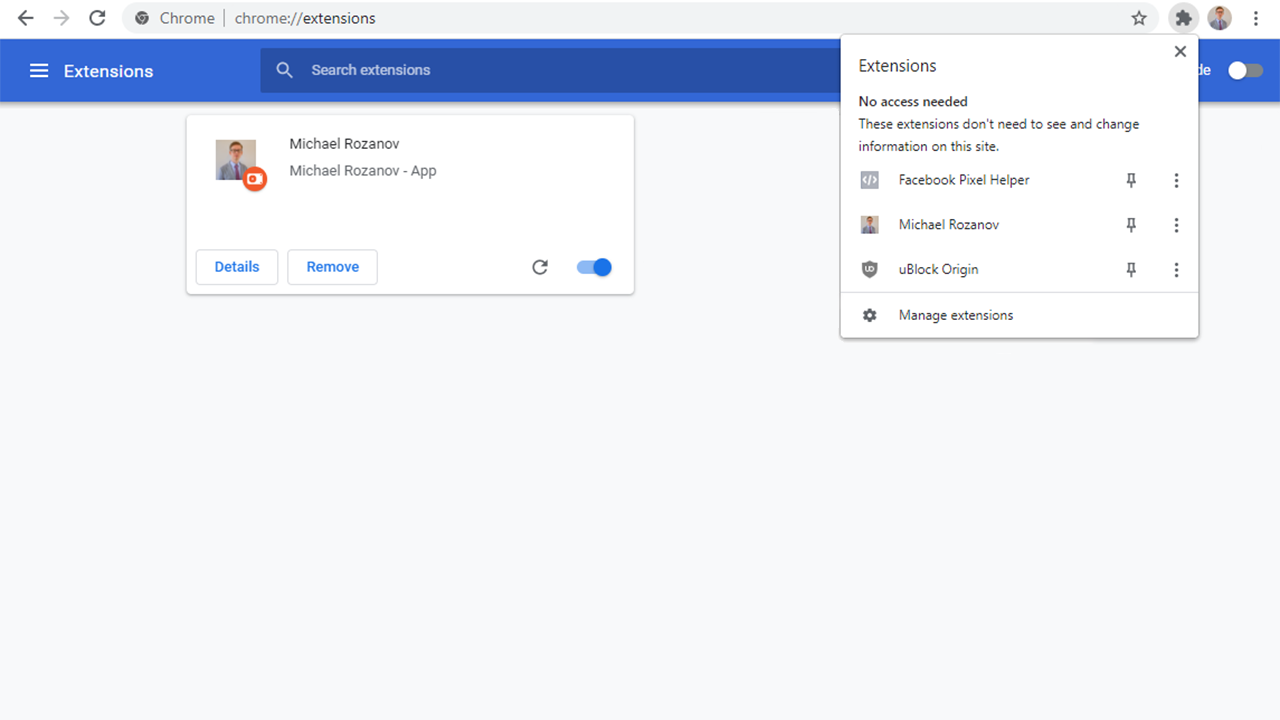 Chrome | chrome://extensions
Extensions
Search extensions
de
Michael Rozanov
Michael Rozanov - App
Details
Remove
Extensions
No access needed
These extensions don't need to see and change
information on this site.
Facebook Pixel Helper
Michael Rozanov
uBlock Origin
Manage extensions